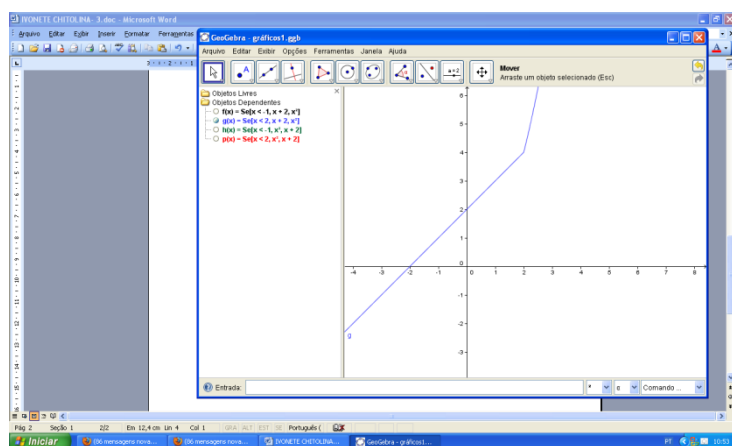 IVONETE CHITOLINA- 3.doc - Microsoft Word
Arquivo Editar Exibir Inserir Formatar Ferramentas
GeoGebra - gráficos1.ggb
Arquivo Editar Exibir Opções Ferramentas Janela Ajuda
Mover
Arraste um objeto selecionado (Esc)
Objetos Livres
Objetos Dependentes
f(x) = Se[x < -1, x + 2, x²]
g(x) = Se[x < 2, x + 2, x²]
h(x) = Se[x < -1, x², x + 2]
p(x) = Se[x < 2, x², x + 2]
6
5
4
3
2
1
0
-4 -3 -2 -1 0 1 2 3 4 5 6 7 8
-1
-2
g
-3
Entrada:
Comando ...
Pág 2 Seção 1 2/2 Em 12,4 cm Lin 4 Col 1 GRA ALT EST SE Português (
Iniciar (86 mensagens nova... (86 mensagens nova... IVONETE CHITOLINA... GeoGebra - gráficos1... PT 10:53